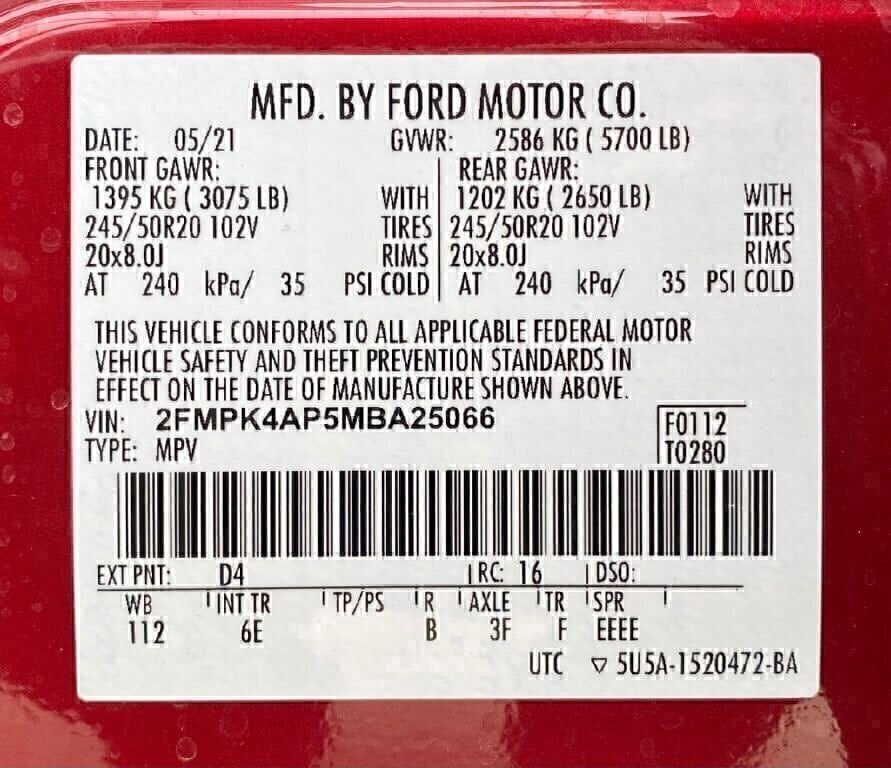 MFD. BY FORD MOTOR CO.
DATE: 05/21 GVWR: 2586 KG ( 5700 LB)
FRONT GAWR: REAR GAWR:
1395 KG ( 3075 LB) WITH 1202 KG ( 2650 LB) WITH
245/50R20 102V TIRES 245/50R20 102V TIRES
20x8.0J RIMS 20x8.0J RIMS
AT 240 kPa/ 35 PSI COLD AT 240 kPa/ 35 PSI COLD
THIS VEHICLE CONFORMS TO ALL APPLICABLE FEDERAL MOTOR
VEHICLE SAFETY AND THEFT PREVENTION STANDARDS IN
EFFECT ON THE DATE OF MANUFACTURE SHOWN ABOVE.
VIN: 2FMPK4AP5MBA25066 F0112
TYPE: MPV T0280
EXT PNT: D4 RC: 16 DSO:
WB INT TR TP/PS R AXLE TR SPR
112 6E B 3F F EEEE
UTC ▽ 5U5A-1520472-BA